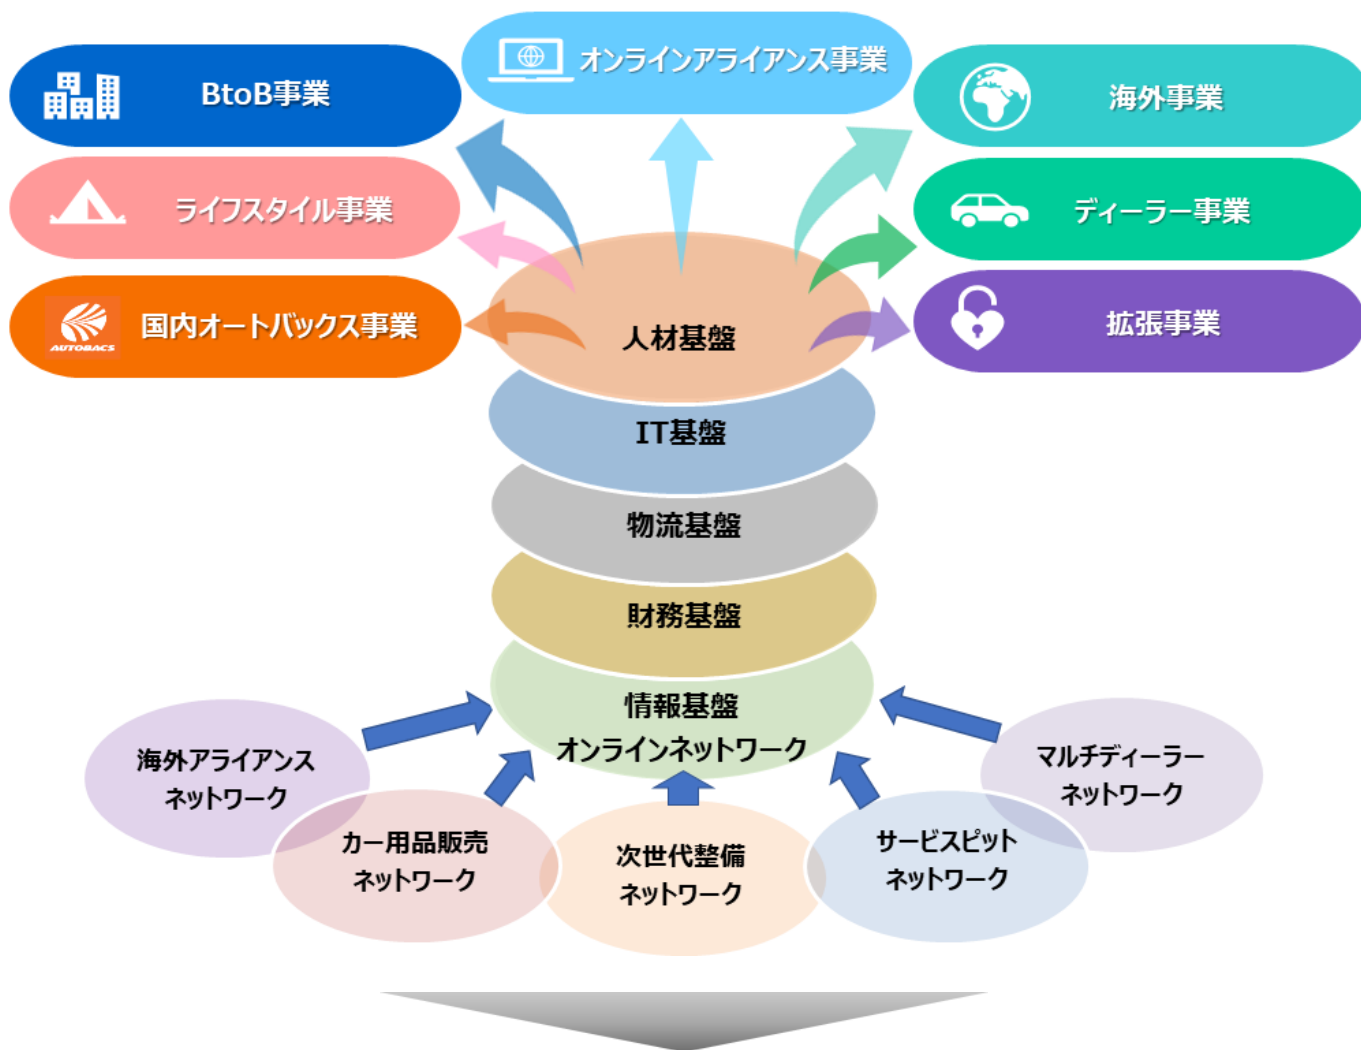 オンラインアライアンス事業
BtoB事業
海外事業
ライフスタイル事業
ディーラー事業
AUTOBACS
国内オートバックス事業
拡張事業
人材基盤
IT基盤
物流基盤
財務基盤
情報基盤
オンラインネットワーク
海外アライアンス
ネットワーク
カー用品販売
ネットワーク
次世代整備
ネットワーク
サービスピット
ネットワーク
マルチディーラー
ネットワーク